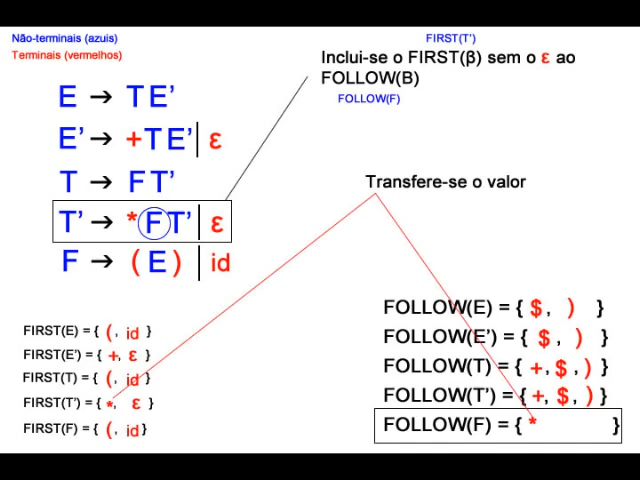 Não-terminais (azuis)
Terminais (vermelhos)
FIRST(T')
Inclui-se o FIRST(β) sem o ε ao
FOLLOW(B)
FOLLOW(F)
E → T E'
E' → +T E' | ε
T → F T'
T' → * F T' | ε
F → ( E ) | id
Transfere-se o valor
FIRST(E) = { (, id }
FIRST(E') = { +, ε }
FIRST(T) = { (, id }
FIRST(T') = { *, ε }
FIRST(F) = { (, id }
FOLLOW(E) = { $, ) }
FOLLOW(E') = { $, ) }
FOLLOW(T) = { +, $, ) }
FOLLOW(T') = { +, $, ) }
FOLLOW(F) = { * }